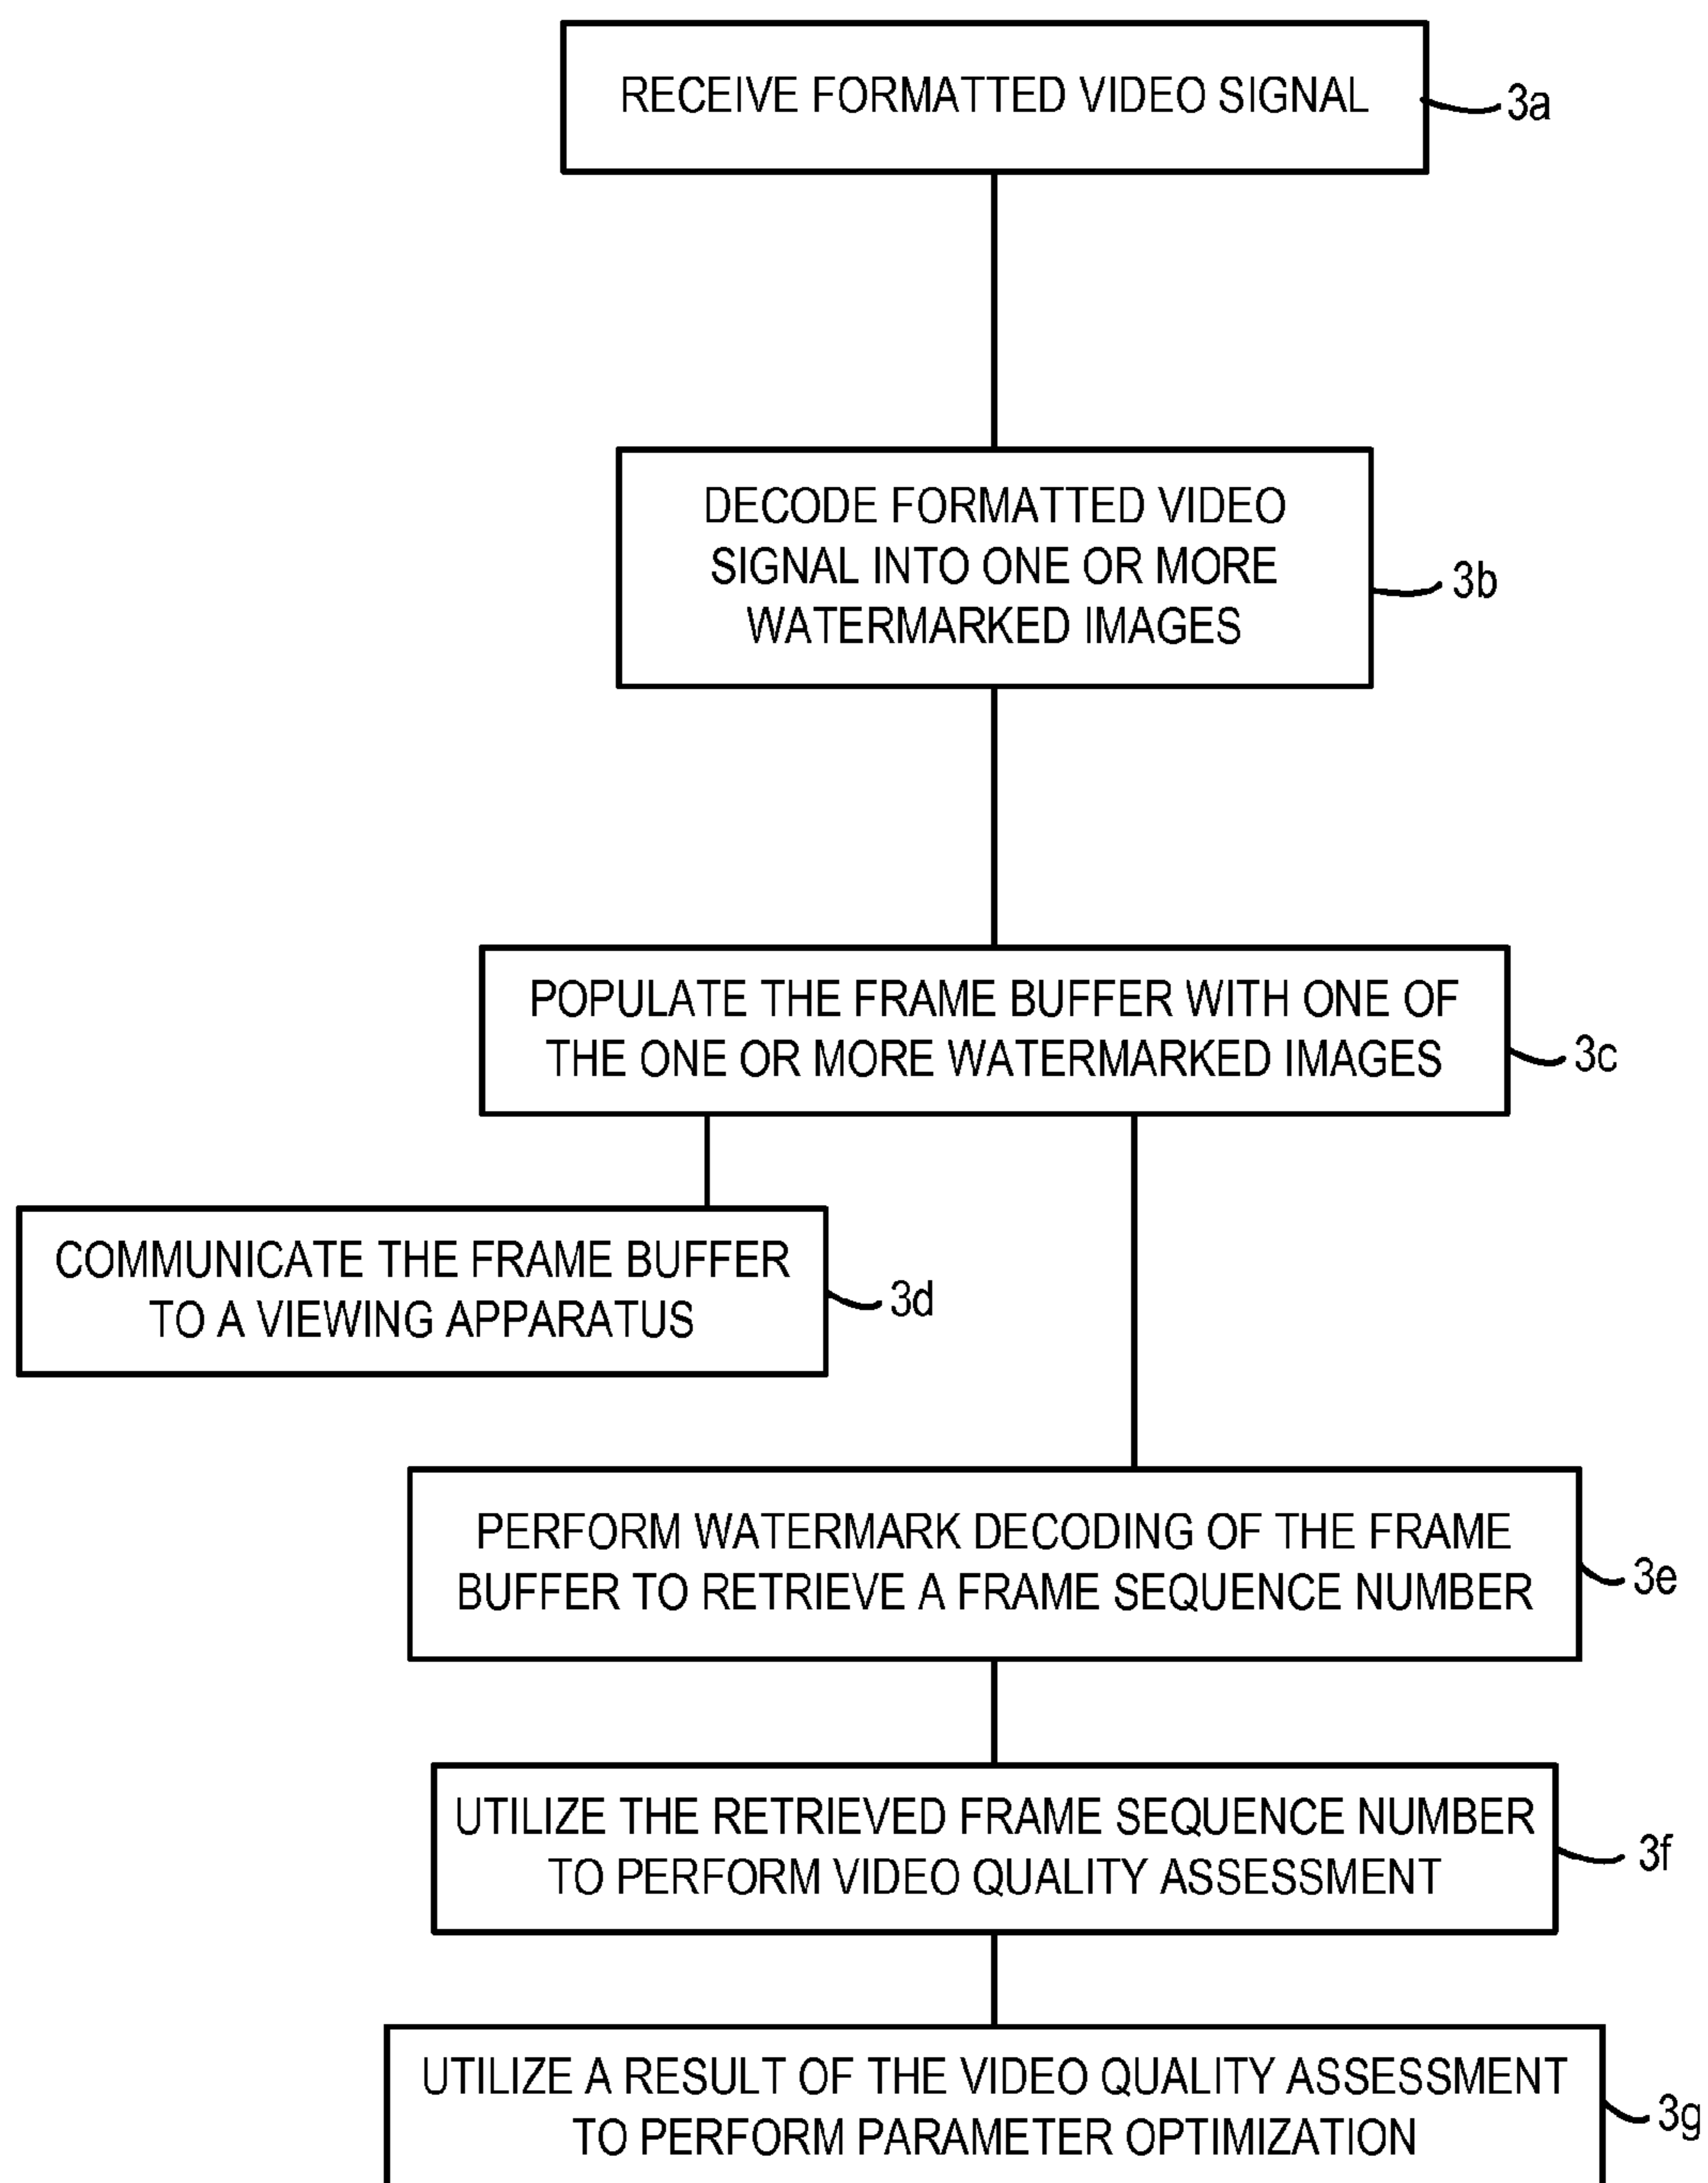 RECEIVE FORMATTED VIDEO SIGNAL
3a
DECODE FORMATTED VIDEO
SIGNAL INTO ONE OR MORE
WATERMARKED IMAGES
3b
POPULATE THE FRAME BUFFER WITH ONE OF
THE ONE OR MORE WATERMARKED IMAGES
3c
COMMUNICATE THE FRAME BUFFER
TO A VIEWING APPARATUS
3d
PERFORM WATERMARK DECODING OF THE FRAME
BUFFER TO RETRIEVE A FRAME SEQUENCE NUMBER
3e
UTILIZE THE RETRIEVED FRAME SEQUENCE NUMBER
TO PERFORM VIDEO QUALITY ASSESSMENT
3f
UTILIZE A RESULT OF THE VIDEO QUALITY ASSESSMENT
TO PERFORM PARAMETER OPTIMIZATION
3g